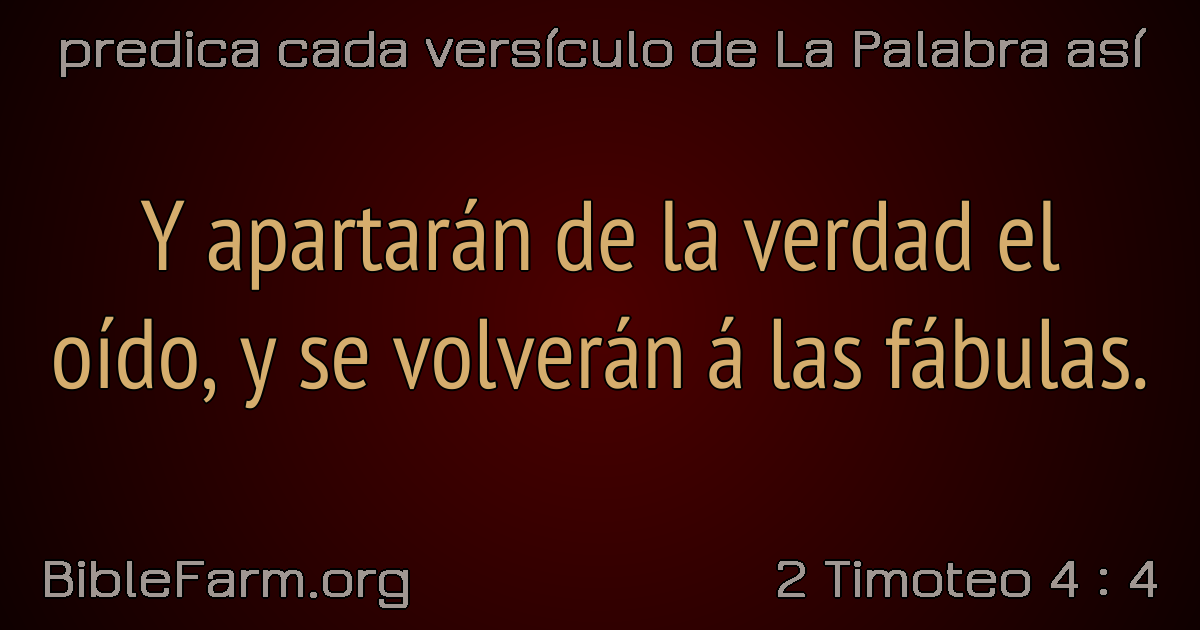 predica cada versículo de La Palabra así
Y apartarán de la verdad el
oído, y se volverán á las fábulas.
BibleFarm.org
2 Timoteo 4 : 4